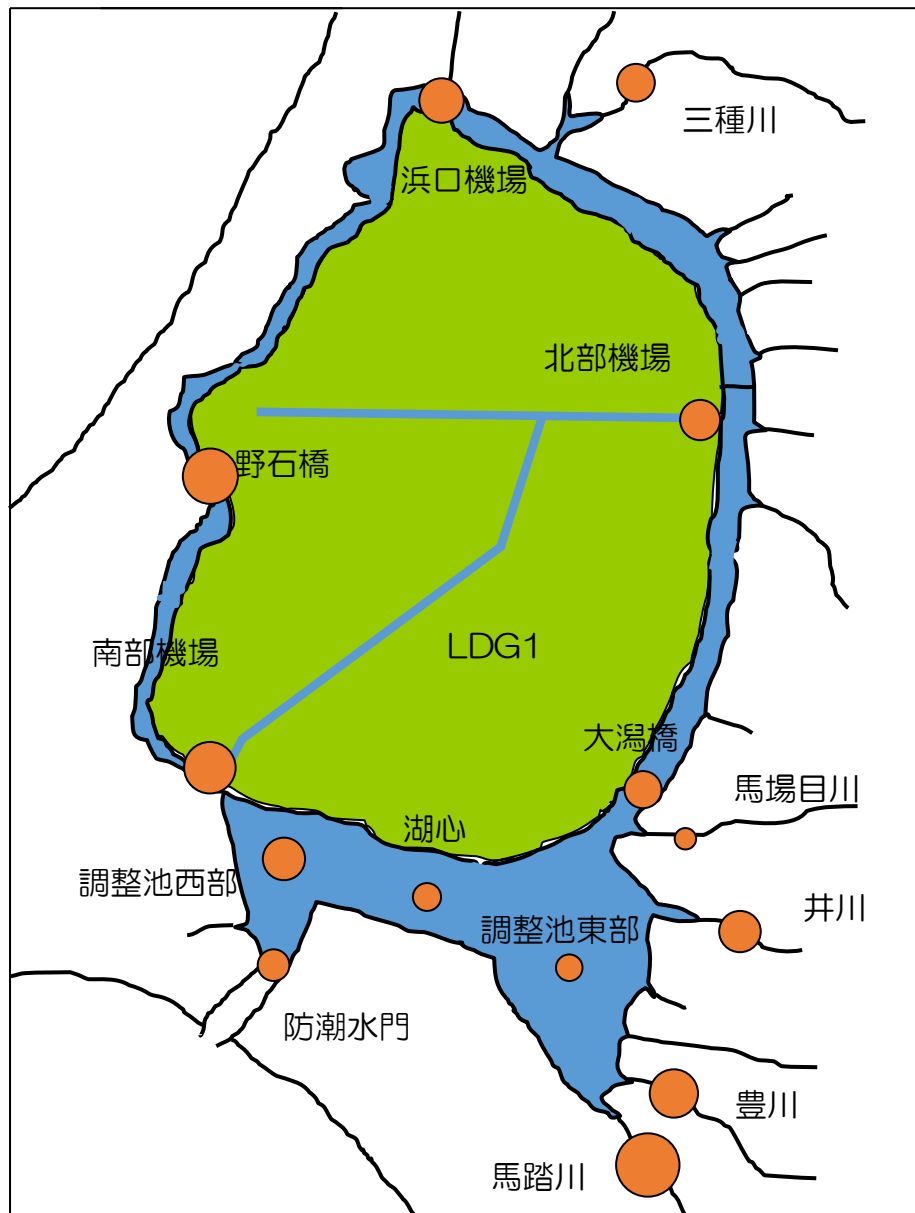 三種川
浜口機場
北部機場
野石橋
LDG1
南部機場
大潟橋
馬場目川
湖心
調整池西部
井川
調整池東部
防潮水門
豊川
馬踏川